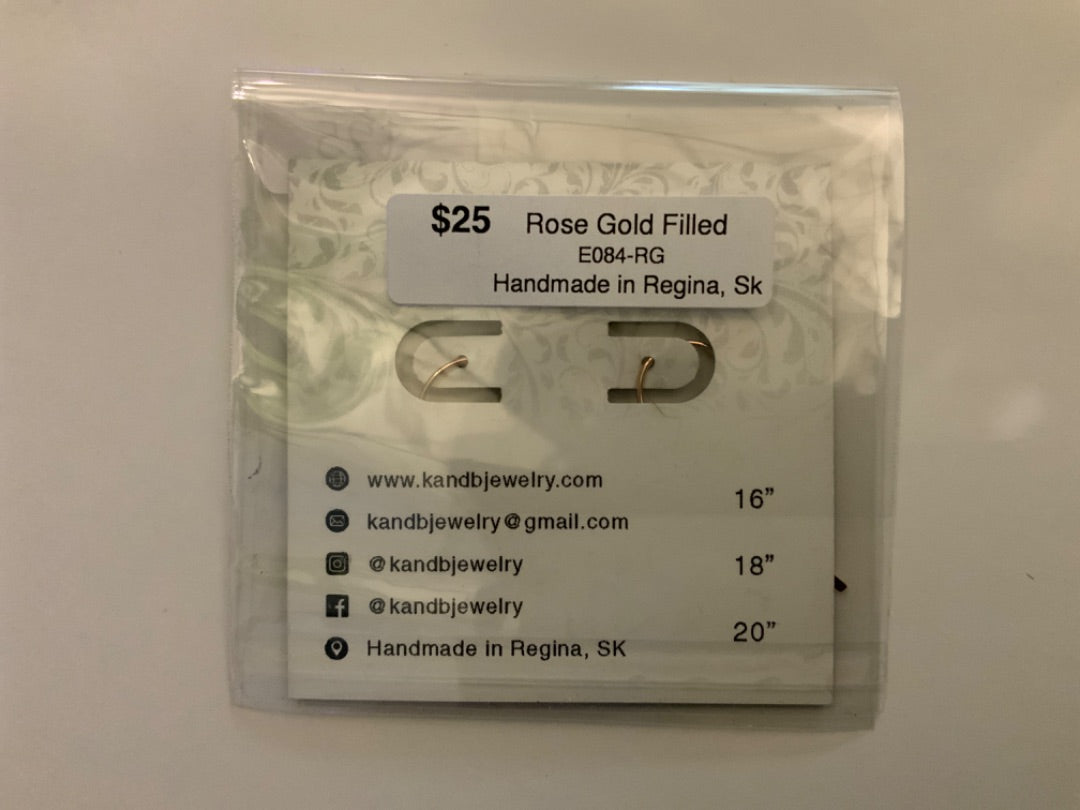 $25 Rose Gold Filled
E084-RG
Handmade in Regina, Sk
www.kandbjewelry.com
kandbjewelry@gmail.com
@kandbjewelry
@kandbjewelry
Handmade in Regina, SK
16”
18”
20”